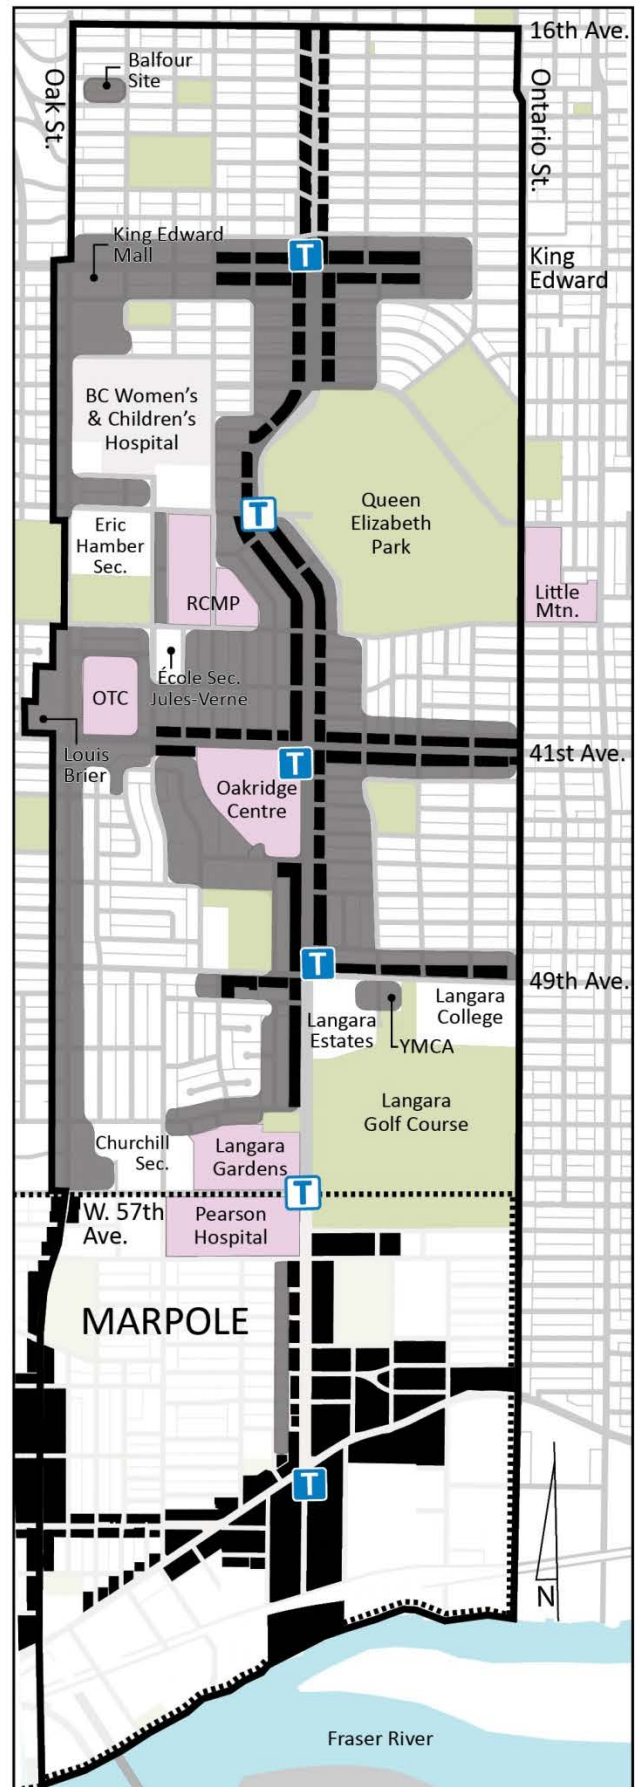 16th Ave.
Oak St.
Ontario St.
Balfour
Site
King Edward
Mall
T
King
Edward
BC Women's
& Children's
Hospital
Queen
Elizabeth
Park
T
Eric
Hamber
Sec.
RCMP
Little
Mtn.
École Sec.
Jules-Verne
OTC
Louis
Brier
T
41st Ave.
Oakridge
Centre
T
49th Ave.
Langara
Estates
YMCA
Langara
College
Langara
Golf Course
Churchill
Sec.
Langara
Gardens
T
W. 57th
Ave.
Pearson
Hospital
MARPOLE
T
N
Fraser River